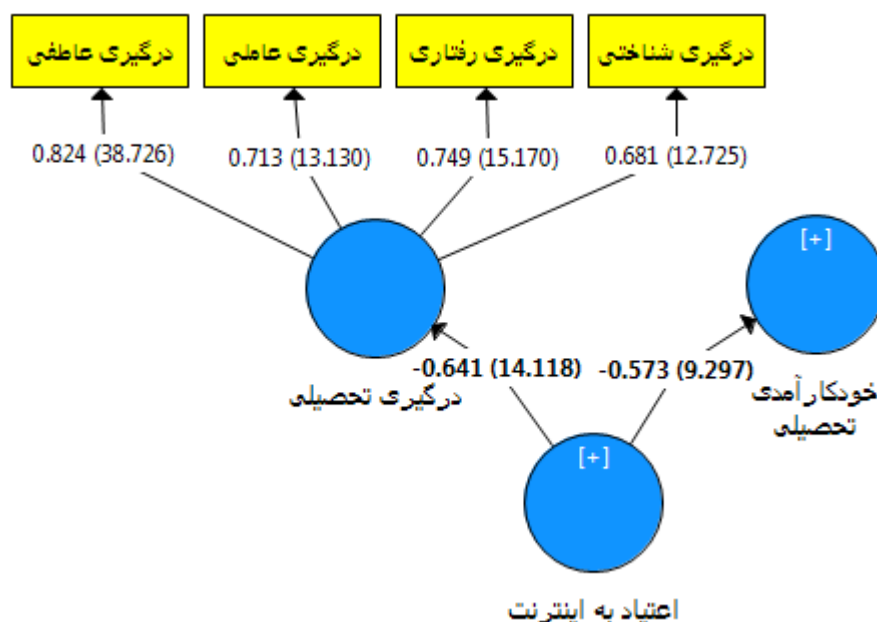 درگیری شناختی
درگیری رفتاری
درگیری عاملی
درگیری عاطفی
0.824 (38.726)
0.713 (13.130)
0.749 (15.170)
0.681 (12.725)
[+]
-0.641 (14.118)
-0.573 (9.297)
درگیری تحصیلی
خودکارآمدی
تحصیلی
[+]
اعتیاد به اینترنت